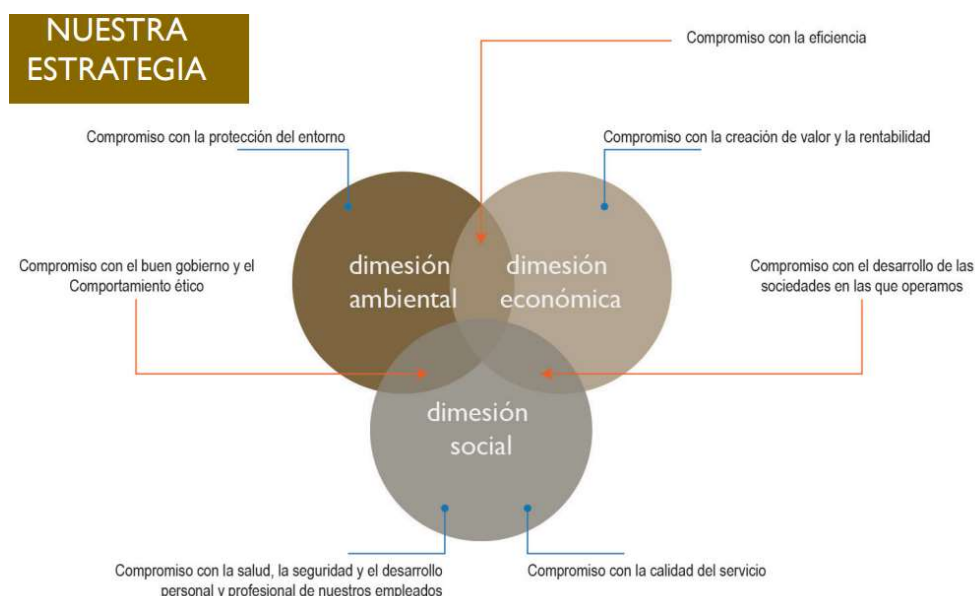 NUESTRA
ESTRATEGIA
Compromiso con la eficiencia
Compromiso con la protección del entorno
Compromiso con la creación de valor y la rentabilidad
dimesión
ambiental
dimesión
económica
Compromiso con el buen gobierno y el
Comportamiento ético
Compromiso con el desarrollo de las
sociedades en las que operamos
dimesión
social
Compromiso con la salud, la seguridad y el desarrollo
personal y profesional de nuestros empleados
Compromiso con la calidad del servicio